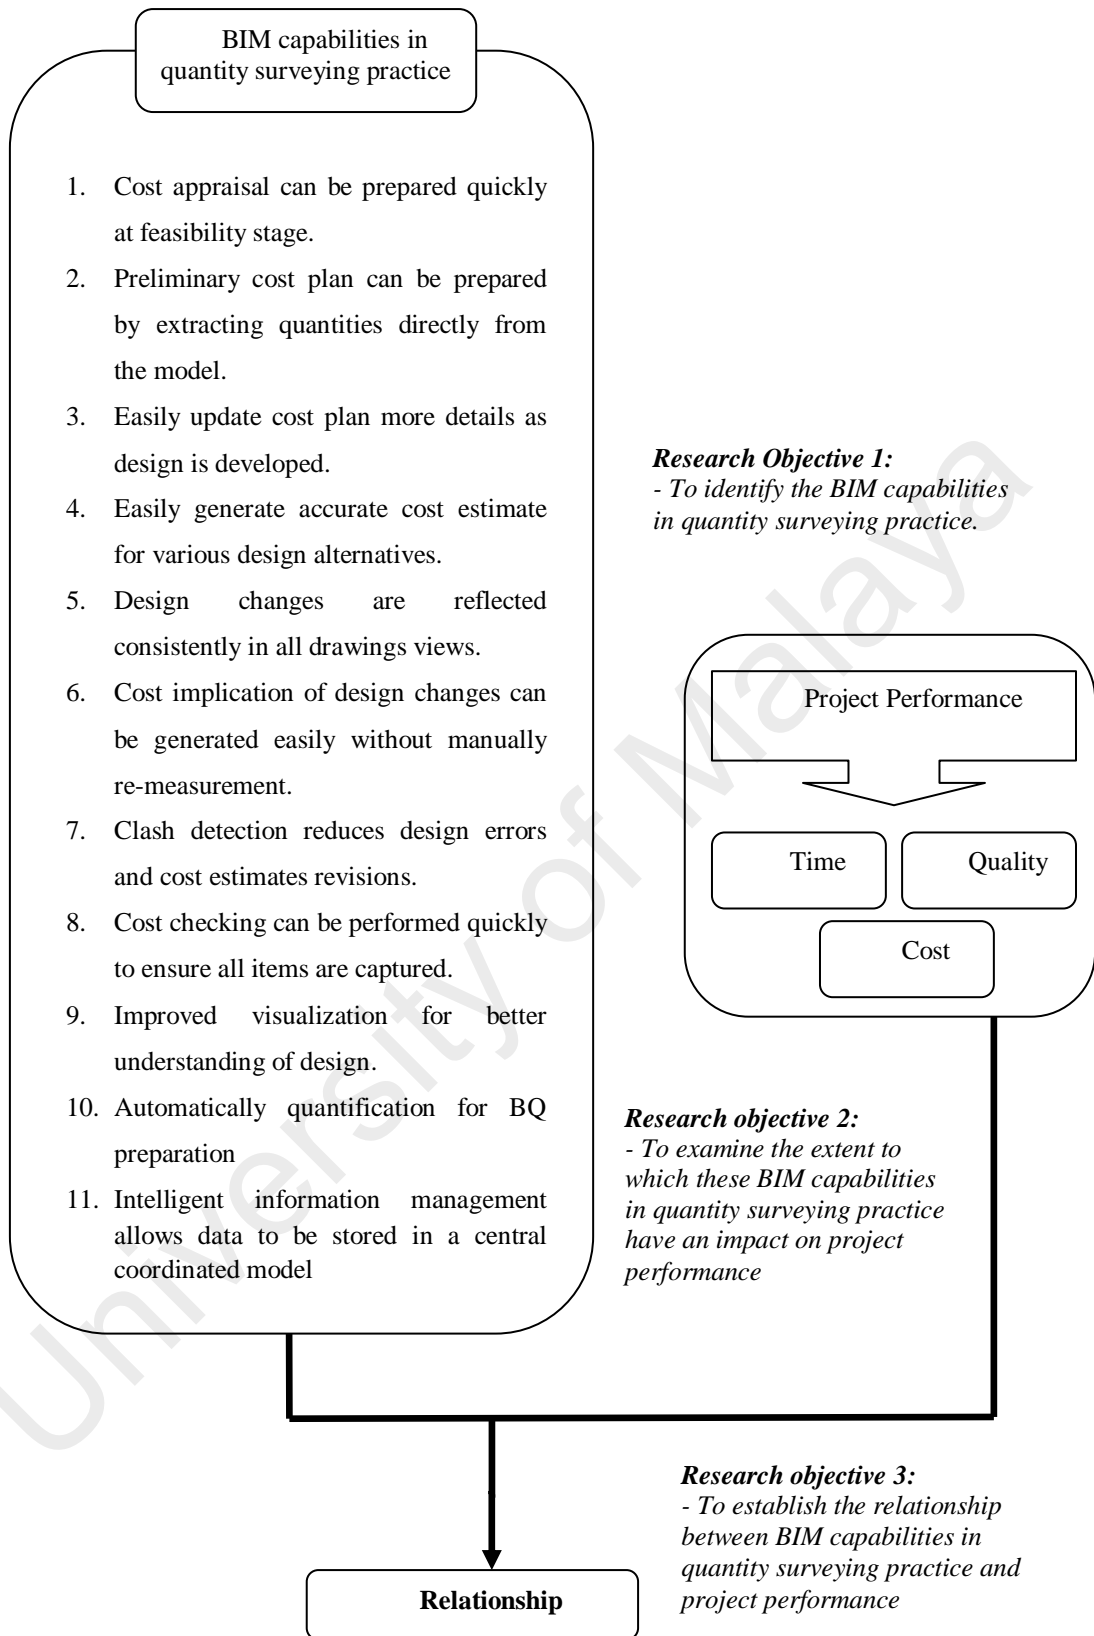 BIM capabilities in
quantity surveying practice
1. Cost appraisal can be prepared quickly
at feasibility stage.
2. Preliminary cost plan can be prepared
by extracting quantities directly from
the model.
3. Easily update cost plan more details as
design is developed.
4. Easily generate accurate cost estimate
for various design alternatives.
5. Design changes are reflected
consistently in all drawings views.
6. Cost implication of design changes can
be generated easily without manually
re-measurement.
7. Clash detection reduces design errors
and cost estimates revisions.
8. Cost checking can be performed quickly
to ensure all items are captured.
9. Improved visualization for better
understanding of design.
10. Automatically quantification for BQ
preparation
11. Intelligent information management
allows data to be stored in a central
coordinated model
Research Objective 1:
- To identify the BIM capabilities
in quantity surveying practice.
Project Performance
Time
Quality
Cost
Research objective 2:
- To examine the extent to
which these BIM capabilities
in quantity surveying practice
have an impact on project
performance
Research objective 3:
- To establish the relationship
between BIM capabilities in
quantity surveying practice and
project performance
Relationship
University of Malaya